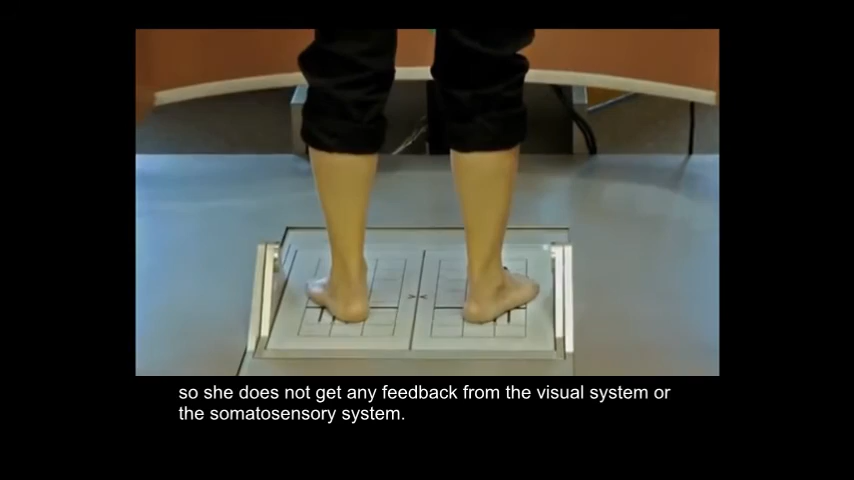 so she does not get any feedback from the visual system or
the somatosensory system.